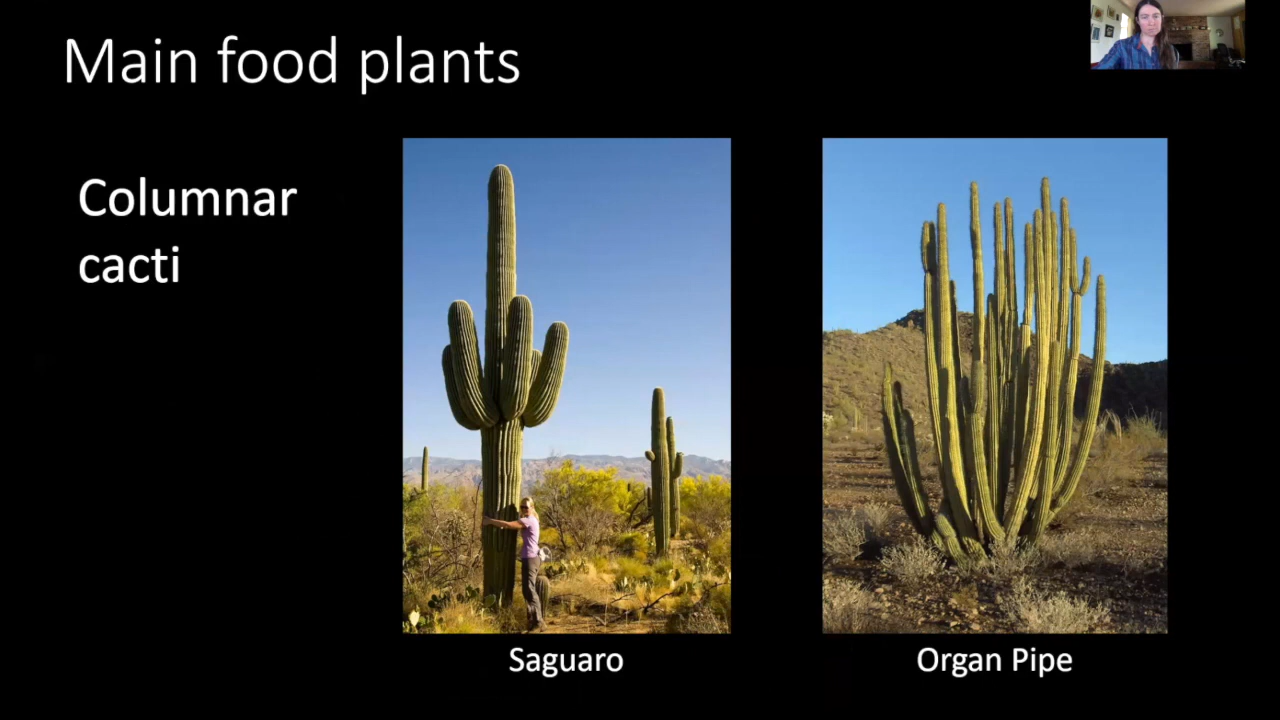 Main food plants
Columnar
cacti
Saguaro
Organ Pipe